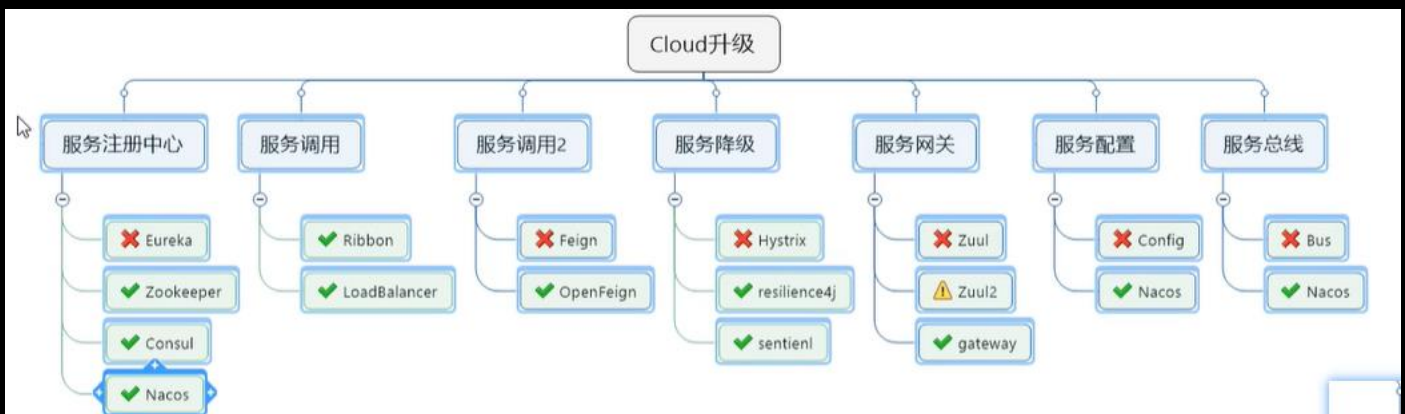 Cloud升级
服务注册中心
Eureka
Zookeeper
Consul
Nacos
服务调用
Ribbon
LoadBalancer
服务调用2
Feign
OpenFeign
服务降级
Hystrix
resilience4j
sentienl
服务网关
Zuul
Zuul2
gateway
服务配置
Config
Nacos
服务总线
Bus
Nacos